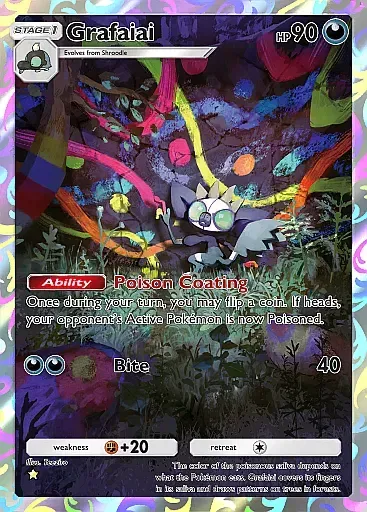 STAGE 1
Grafaiai
HP 90
Evolves from Shroodle
Ability Poison Coating
Once during your turn, you may flip a coin. If heads,
your opponent's Active Pokémon is now Poisoned.
Bite 40
weakness +20 retreat
Illus. Teeziro
The color of the poisonous saliva depends on
what the Pokémon eats. Grafaiai covers its fingers
in its saliva and draws patterns on trees in forests.